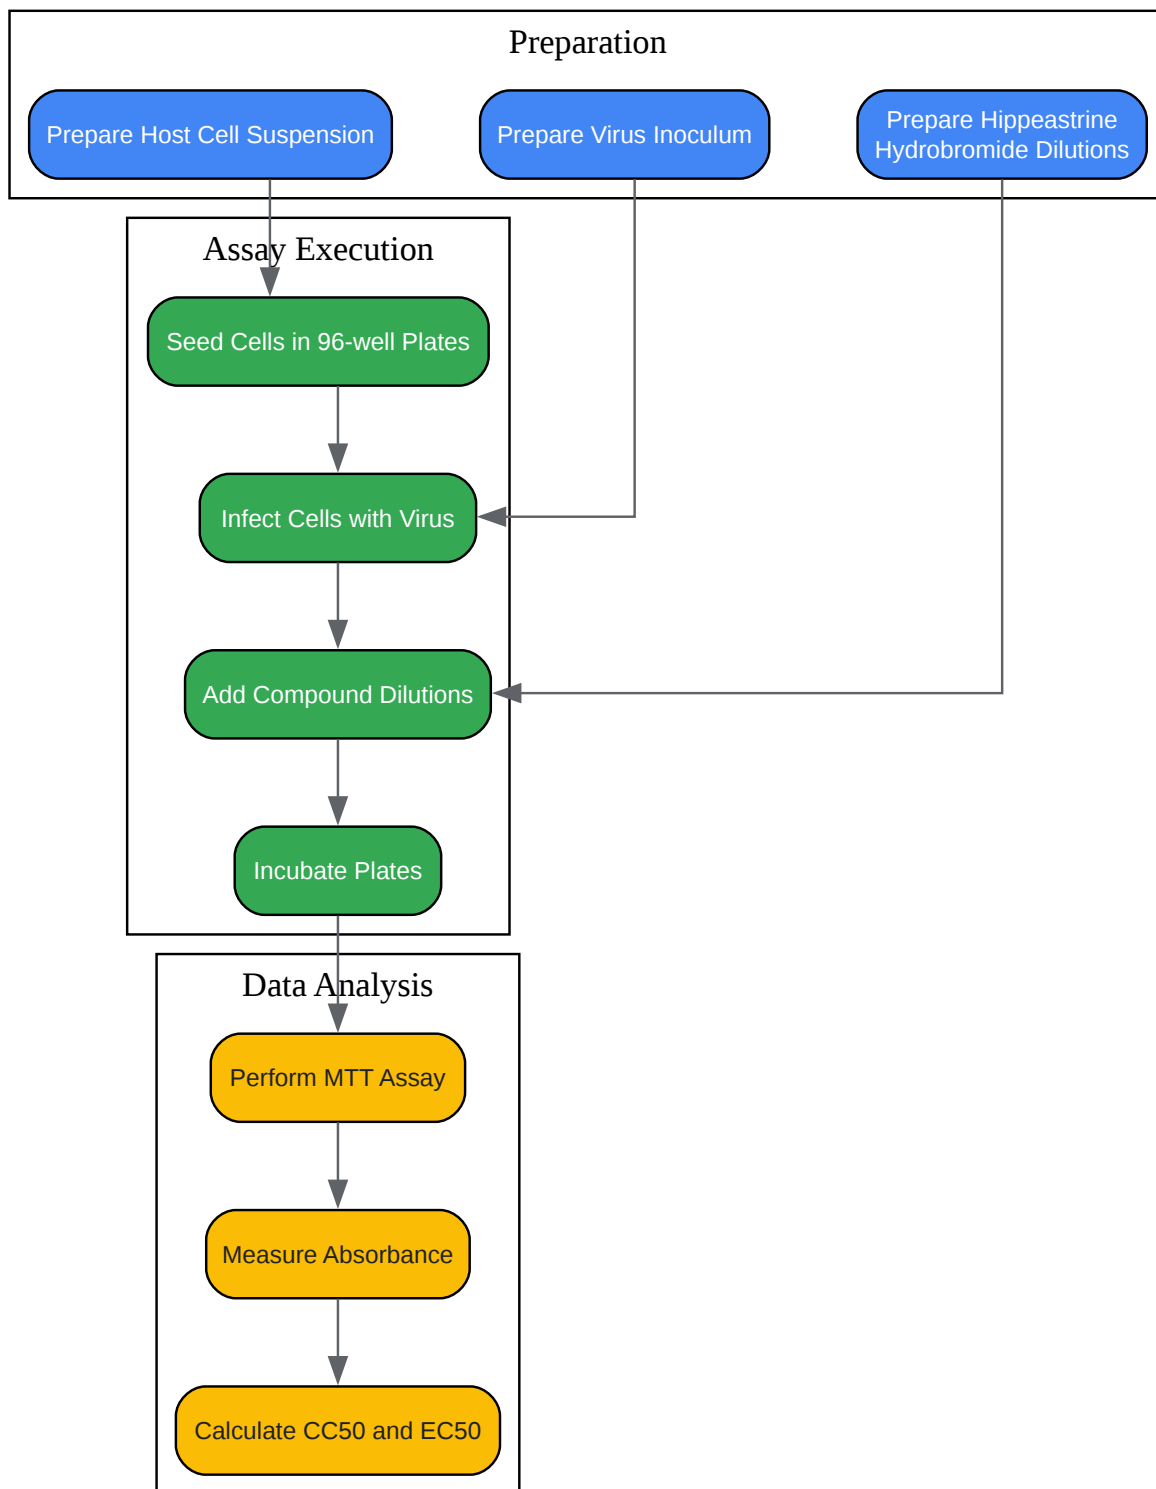 Preparation
Prepare Host Cell Suspension
Prepare Virus Inoculum
Prepare Hippeastrine
Hydrobromide Dilutions
Assay Execution
Seed Cells in 96-well Plates
Infect Cells with Virus
Add Compound Dilutions
Incubate Plates
Data Analysis
Perform MTT Assay
Measure Absorbance
Calculate CC50 and EC50